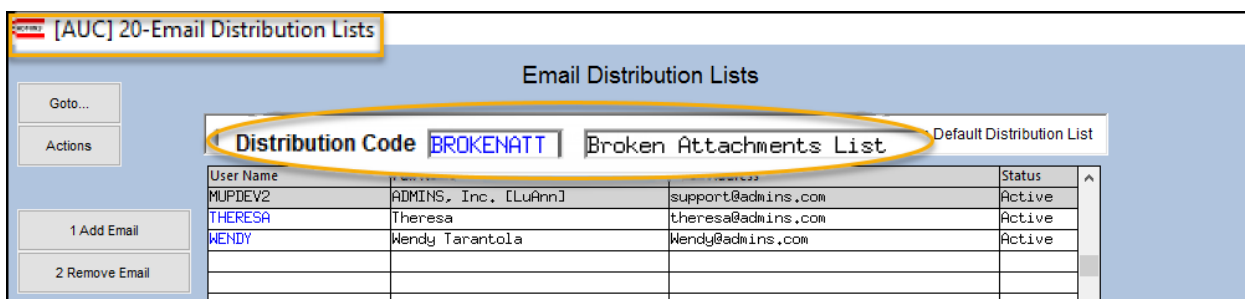 [AUC] 20-Email Distribution Lists
Email Distribution Lists
Goto...
Actions
Distribution Code BROKENATT Broken Attachments List Default Distribution List
User Name Status
MUPDEV2 ADMINS, Inc. [LuAnn] support@admins.com Active
THERESA Theresa theresa@admins.com Active
WENDY Wendy Tarantola Wendy@admins.com Active
1 Add Email
2 Remove Email